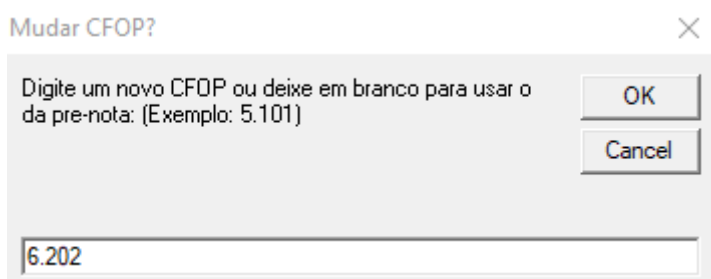 Mudar CFOP?
Digite um novo CFOP ou deixe em branco para usar o
da pre-nota: (Exemplo: 5.101)
OK
Cancel
6.202